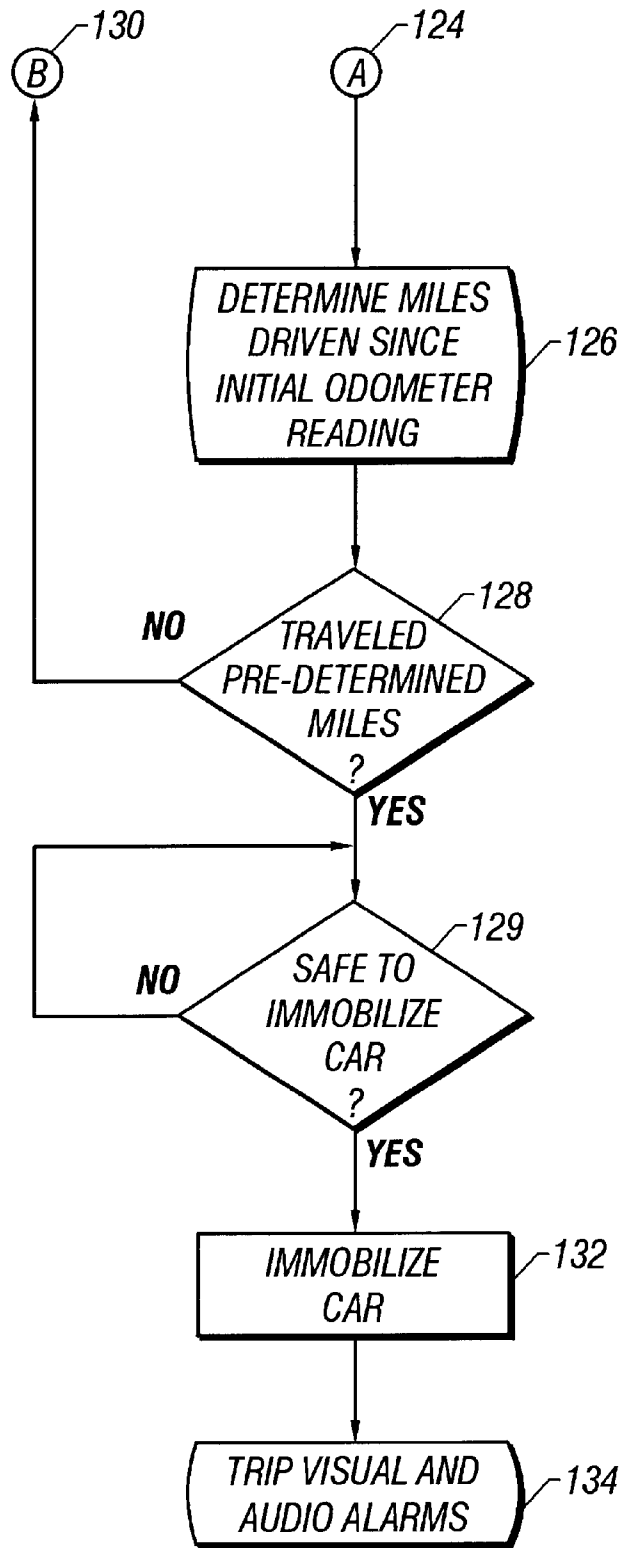 130
124
B
A
DETERMINE MILES
DRIVEN SINCE
INITIAL ODOMETER
READING
126
128
NO
TRAVELED
PRE-DETERMINED
MILES
?
YES
129
NO
SAFE TO
IMMOBILIZE
CAR
?
YES
IMMOBILIZE
CAR
132
TRIP VISUAL AND
AUDIO ALARMS
134